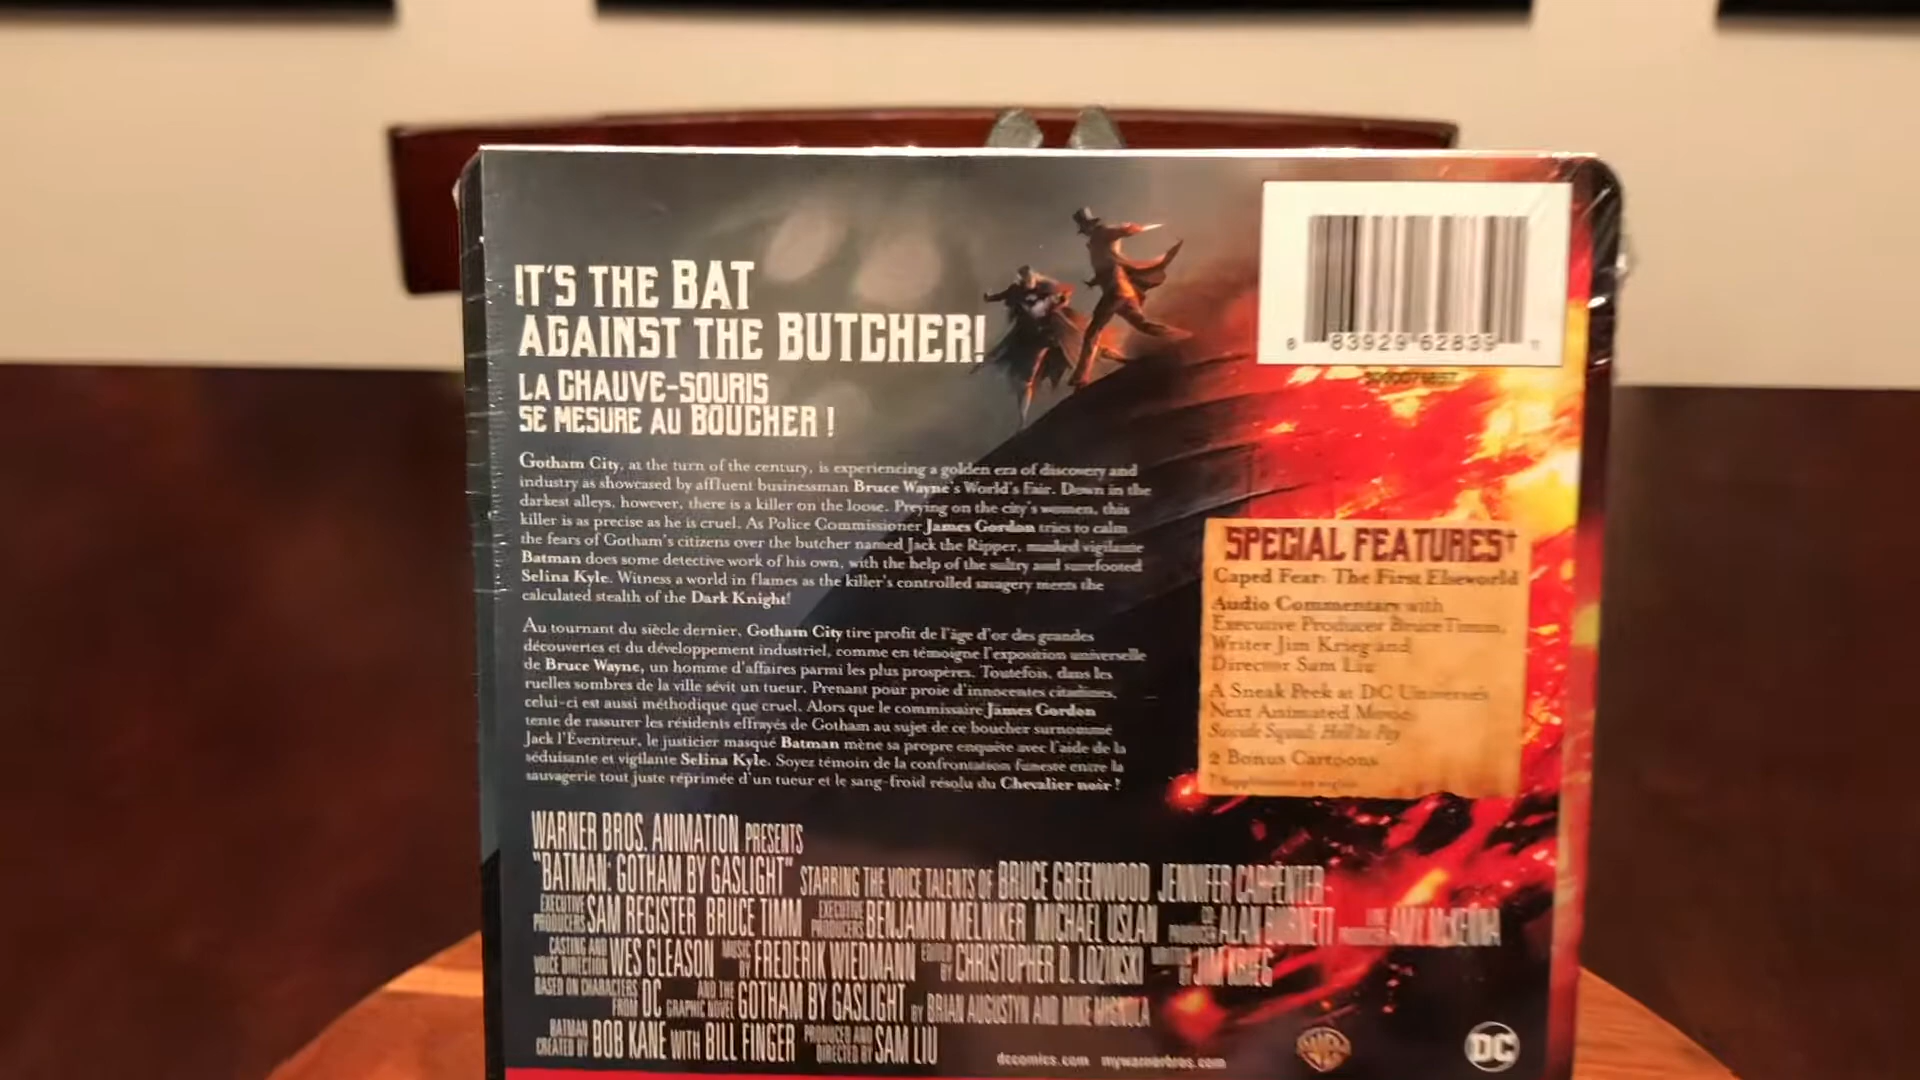 IT'S THE BAT
AGAINST THE BUTCHER!
LA CHAUVE-SOURIS
SE MESURE AU BOUCHER !
Gotham City, at the turn of the century, is experiencing a golden era of discovery and
industry as showcased by affluent businessman Bruce Wayne's World's Fair. Down in the
darkest alleys, however, there is a killer on the loose. Preying on the city's women, this
killer is as precise as he is cruel. As Police Commissioner James Gordon tries to calm
the fears of Gotham's citizens over the butcher named Jack the Ripper, masked vigilante
Batman does some detective work of his own, with the help of the sultry and surefooted
Selina Kyle. Witness a world in flames as the killer's controlled savagery meets the
calculated stealth of the Dark Knight!
Au tournant du siècle dernier, Gotham City tire profit de l'âge d'or des grandes
découvertes et du développement industriel, comme en témoigne l'exposition universelle
de Bruce Wayne, un homme d'affaires parmi les plus prospères. Toutefois, dans les
ruelles sombres de la ville sévit un tueur. Prenant pour proie d'innocentes citadines,
celui-ci est aussi méthodique que cruel. Alors que le commissaire James Gordon
tente de rassurer les résidents effrayés de Gotham au sujet de ce boucher surnommé
Jack l'Éventreur, le justicier masqué Batman mène sa propre enquête avec l'aide de la
séduisante et vigilante Selina Kyle. Soyez témoin de la confrontation funeste entre la
sauvagerie tout juste réprimée d'un tueur et le sang-froid résolu du Chevalier noir !
8 83929 62839
SPECIAL FEATURES†
Caped Fear: The First Elseworld
Audio Commentary with
Executive Producer Bruce Timm,
Writer Jim Krieg and
Director Sam Liu
A Sneak Peek at DC Universe's
Next Animated Movie:
Suicide Squad: Hell to Pay
2 Bonus Cartoons
WARNER BROS. ANIMATION PRESENTS
"BATMAN: GOTHAM BY GASLIGHT" STARRING THE VOICE TALENTS OF BRUCE GREENWOOD JENNIFER CARPENTER
EXECUTIVE PRODUCERS SAM REGISTER BRUCE TIMM EXECUTIVE PRODUCERS BENJAMIN MELNIKER MICHAEL USLAN CO-PRODUCER ALAN BURNETT LINE PRODUCER AMY McKENNA
CASTING AND VOICE DIRECTION WES GLEASON MUSIC BY FREDERIK WIEDMANN EDITED BY CHRISTOPHER D. LOZINSKI WRITTEN BY JIM KRIEG
BASED ON CHARACTERS FROM DC AND THE GRAPHIC NOVEL GOTHAM BY GASLIGHT BY BRIAN AUGUSTYN AND MIKE MIGNOLA
BATMAN CREATED BY BOB KANE WITH BILL FINGER PRODUCED AND DIRECTED BY SAM LIU
dccomics.com mywarnerbros.com
WB
DC